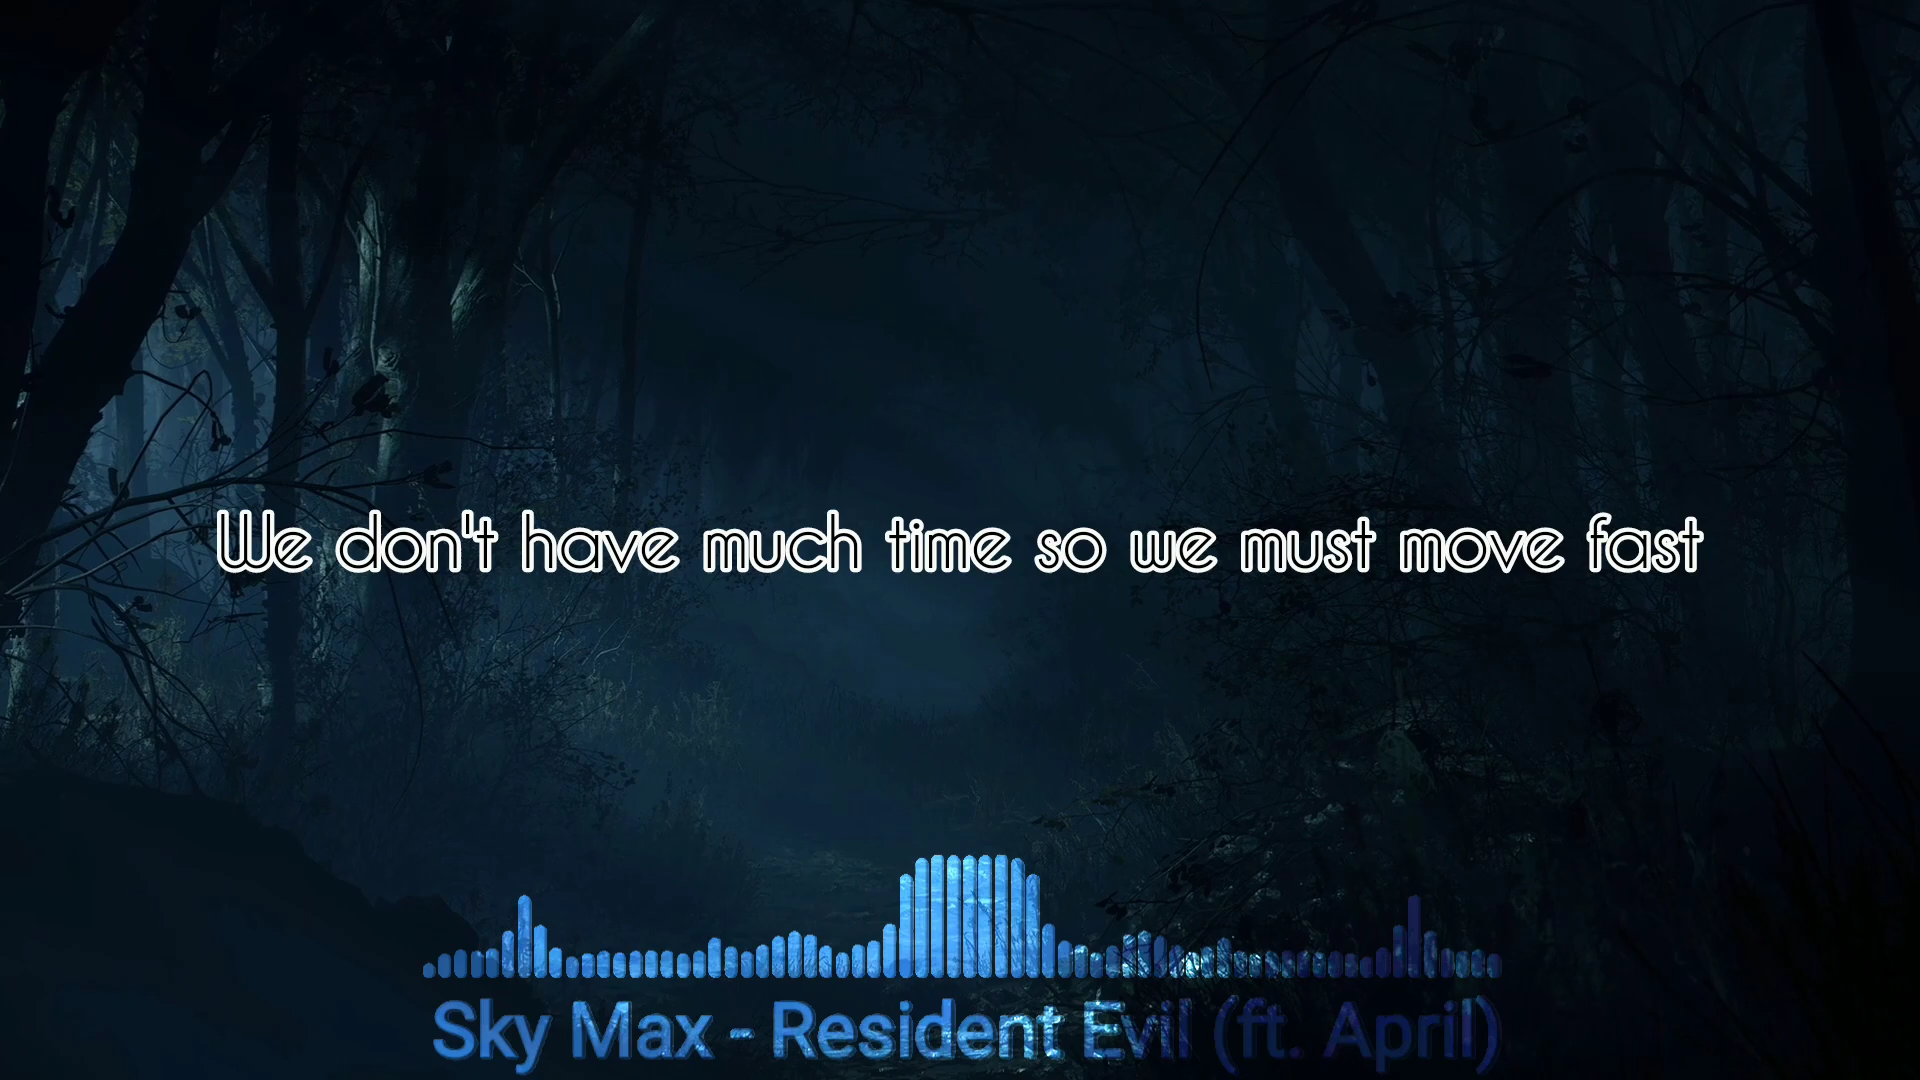 We don't have much time so we must move fast
Sky Max - Resident Evil (ft. April)